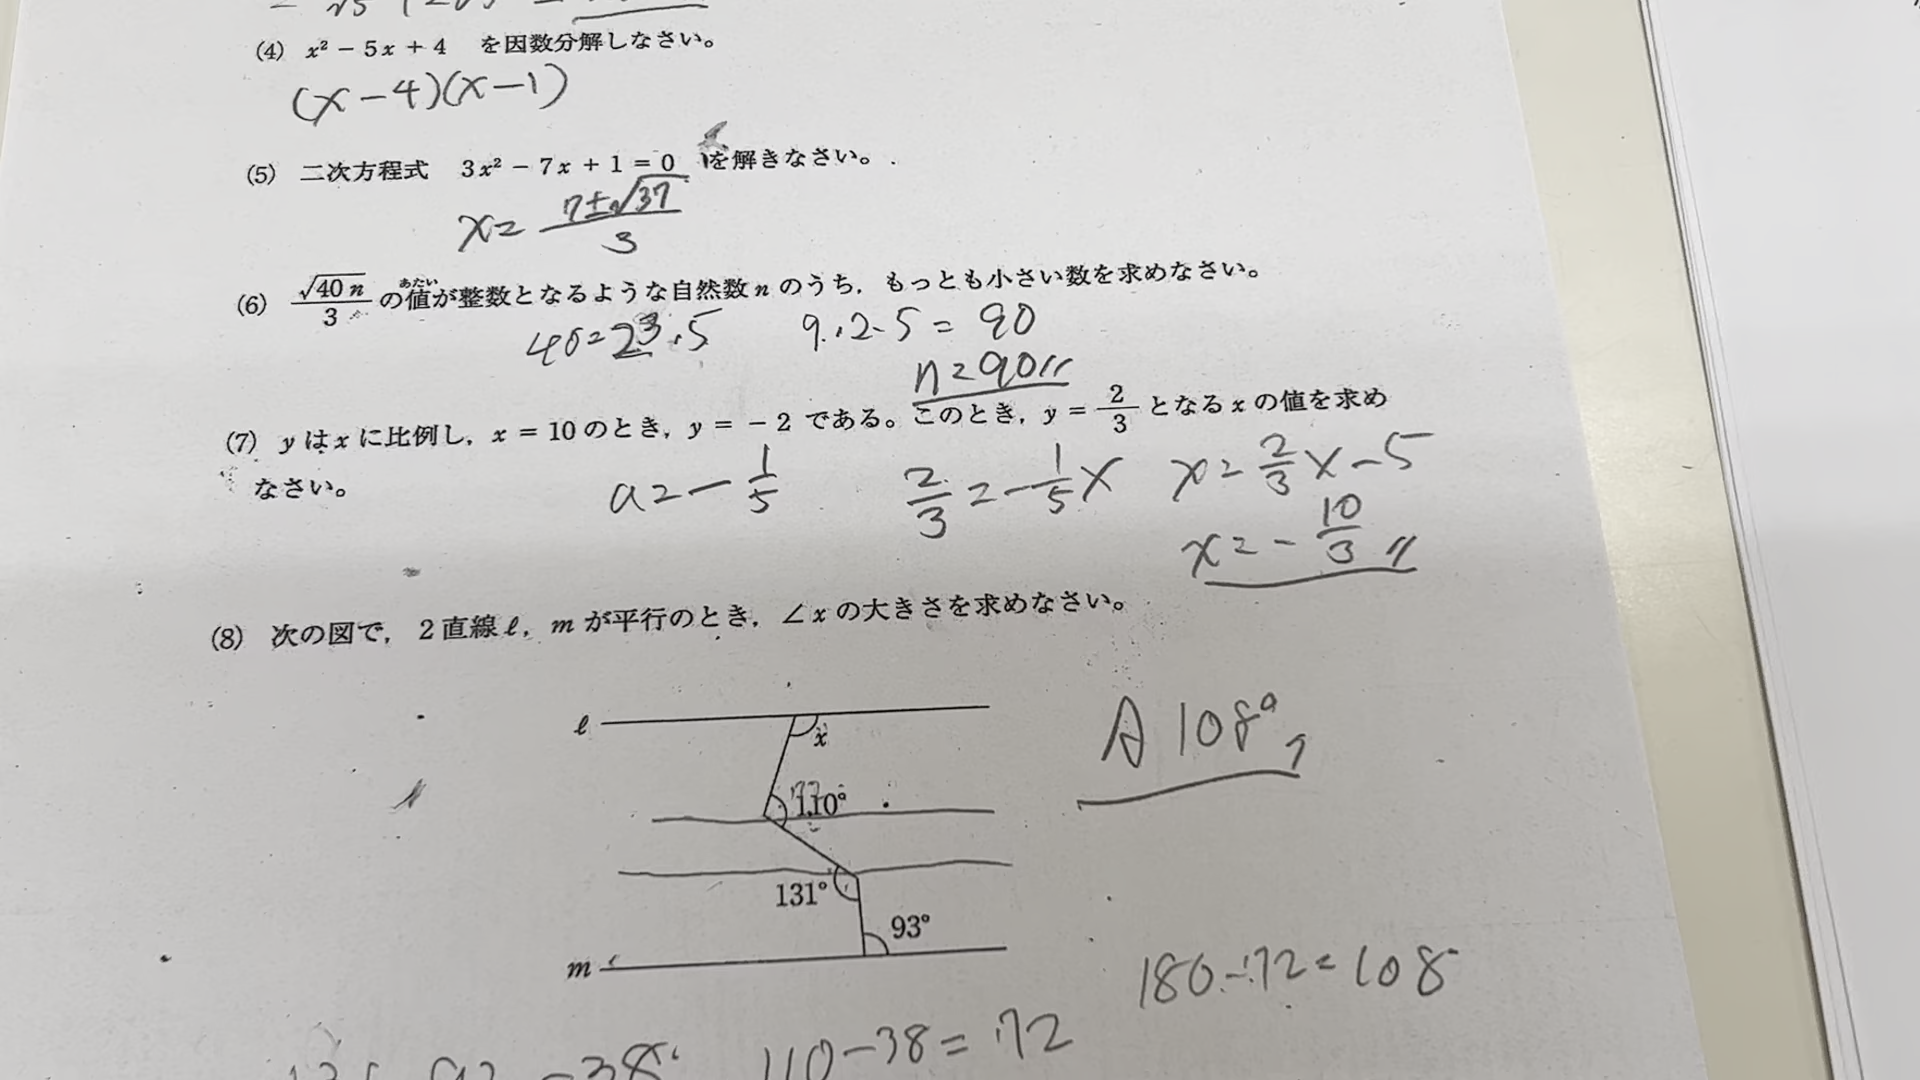 (4) x² − 5x + 4 を因数分解しなさい。
(x−4)(x−1)
(5) 二次方程式 3x² − 7x + 1 = 0 を解きなさい。
x= (7±√37)/3
(6) √40n/3 の値が整数となるような自然数 n のうち，もっとも小さい数を求めなさい。
あたい
40=2³·5 9·2·5=90
n=90
(7) y は x に比例し，x = 10 のとき，y = − 2 である。このとき，y = 2/3 となる x の値を求め
なさい。
a=−1/5 2/3=−1/5x x=2/3x−5
x=−10/3
(8) 次の図で，2 直線 ℓ，m が平行のとき，∠x の大きさを求めなさい。
ℓ
x
A 108°
110°
131°
93°
m
180−72=108
110−38=72